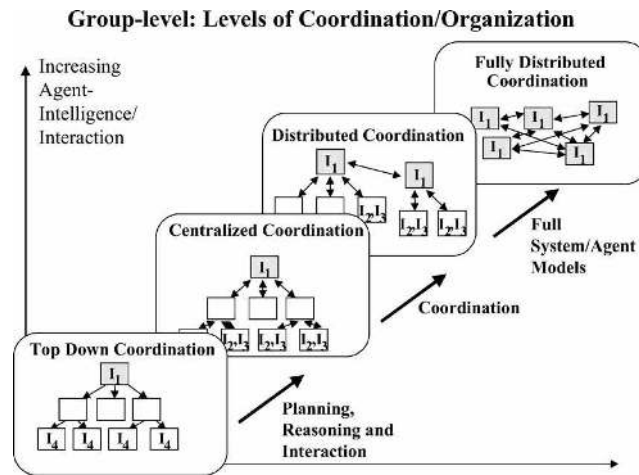 Group-level: Levels of Coordination/Organization
Increasing
Agent-
Intelligence/
Interaction
Fully Distributed
Coordination
I1 I1 I1
I1 I1
Distributed Coordination
I1
I1
I2,I3
I2,I3 I2,I3
Full
System/Agent
Models
Centralized Coordination
I1
I2,I3 I2,I3 I2,I3
Coordination
Top Down Coordination
I1
I4 I4 I4 I4
Planning,
Reasoning and
Interaction